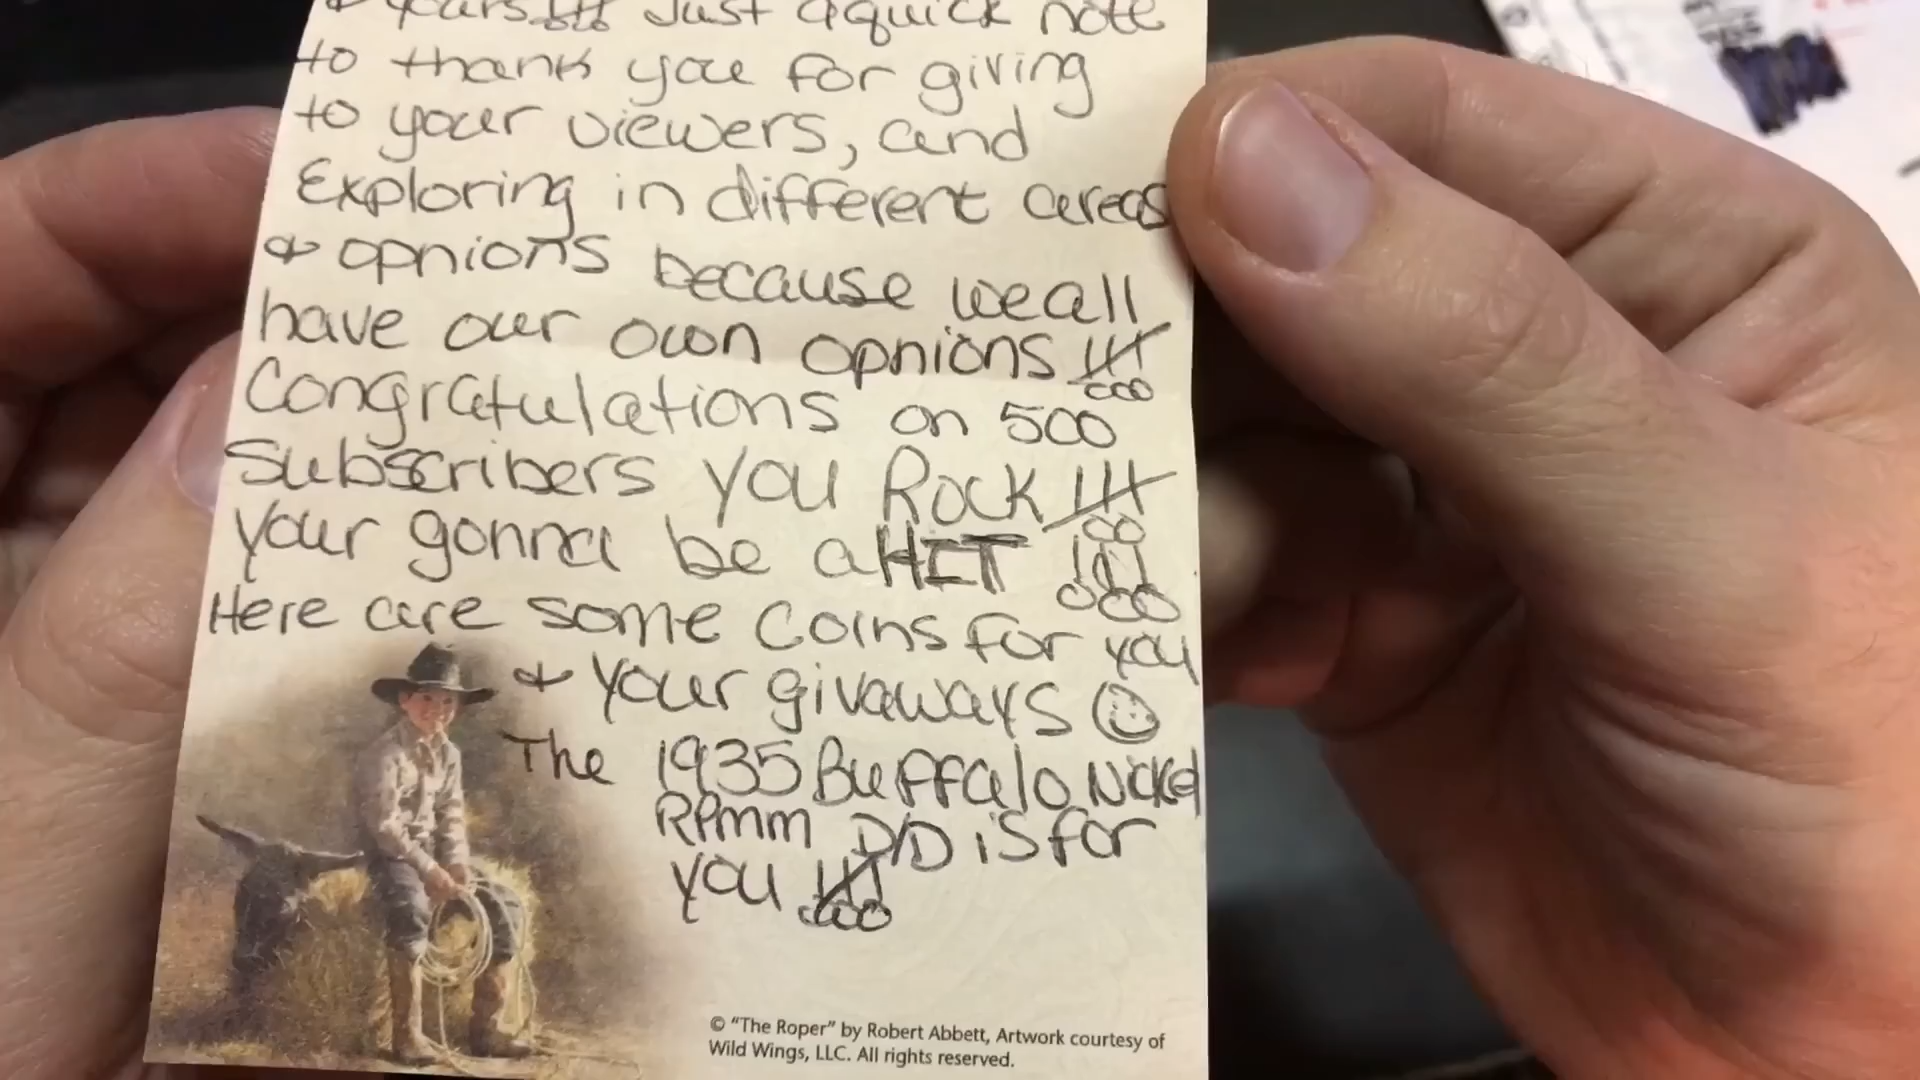 & yours!!! Just a quick note
to thank you for giving
to your viewers, and
Exploring in different areas
& opnions because we all
have our own opnions !!!
Congratulations on 500
Subscribers you Rock !!!
your gonna be a HIT !!!
Here are some Coins for you
& your givaways ☺
The 1935 Buffalo Nickel
RPmm D/D is for
you !!!
© "The Roper" by Robert Abbett, Artwork courtesy of
Wild Wings, LLC. All rights reserved.